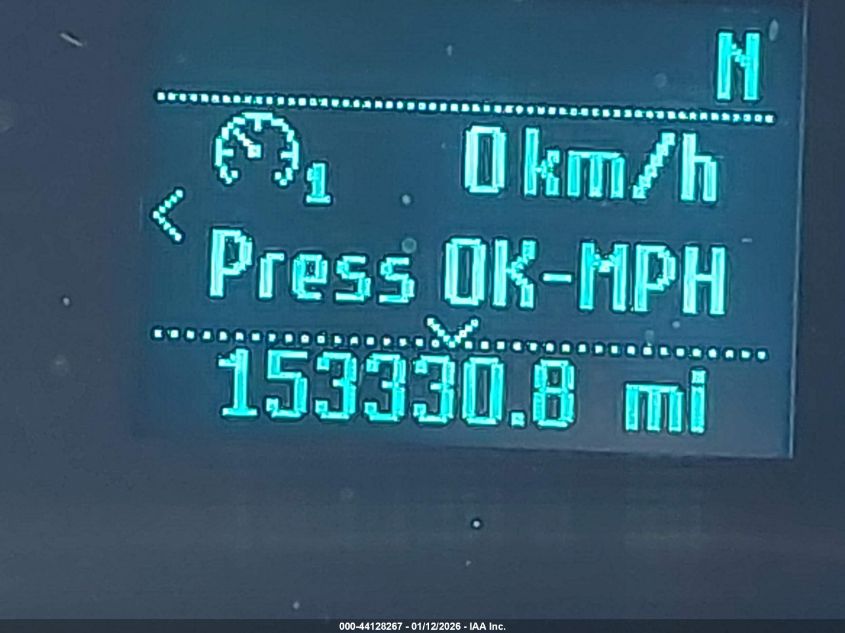 N
1 0km/h
Press OK-MPH
153330.8 mi
000-44128267 - 01/12/2026 - IAA Inc.